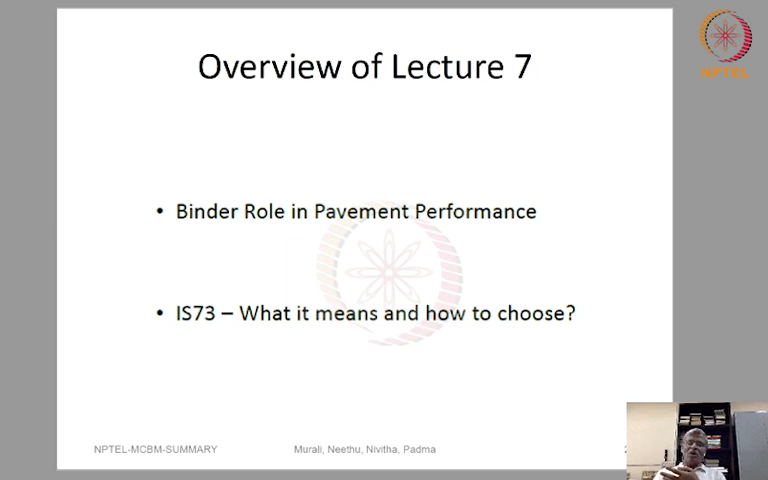 Overview of Lecture 7
NPTEL
• Binder Role in Pavement Performance
• IS73 – What it means and how to choose?
NPTEL-MCBM-SUMMARY
Murali, Neethu, Nivitha, Padma
2